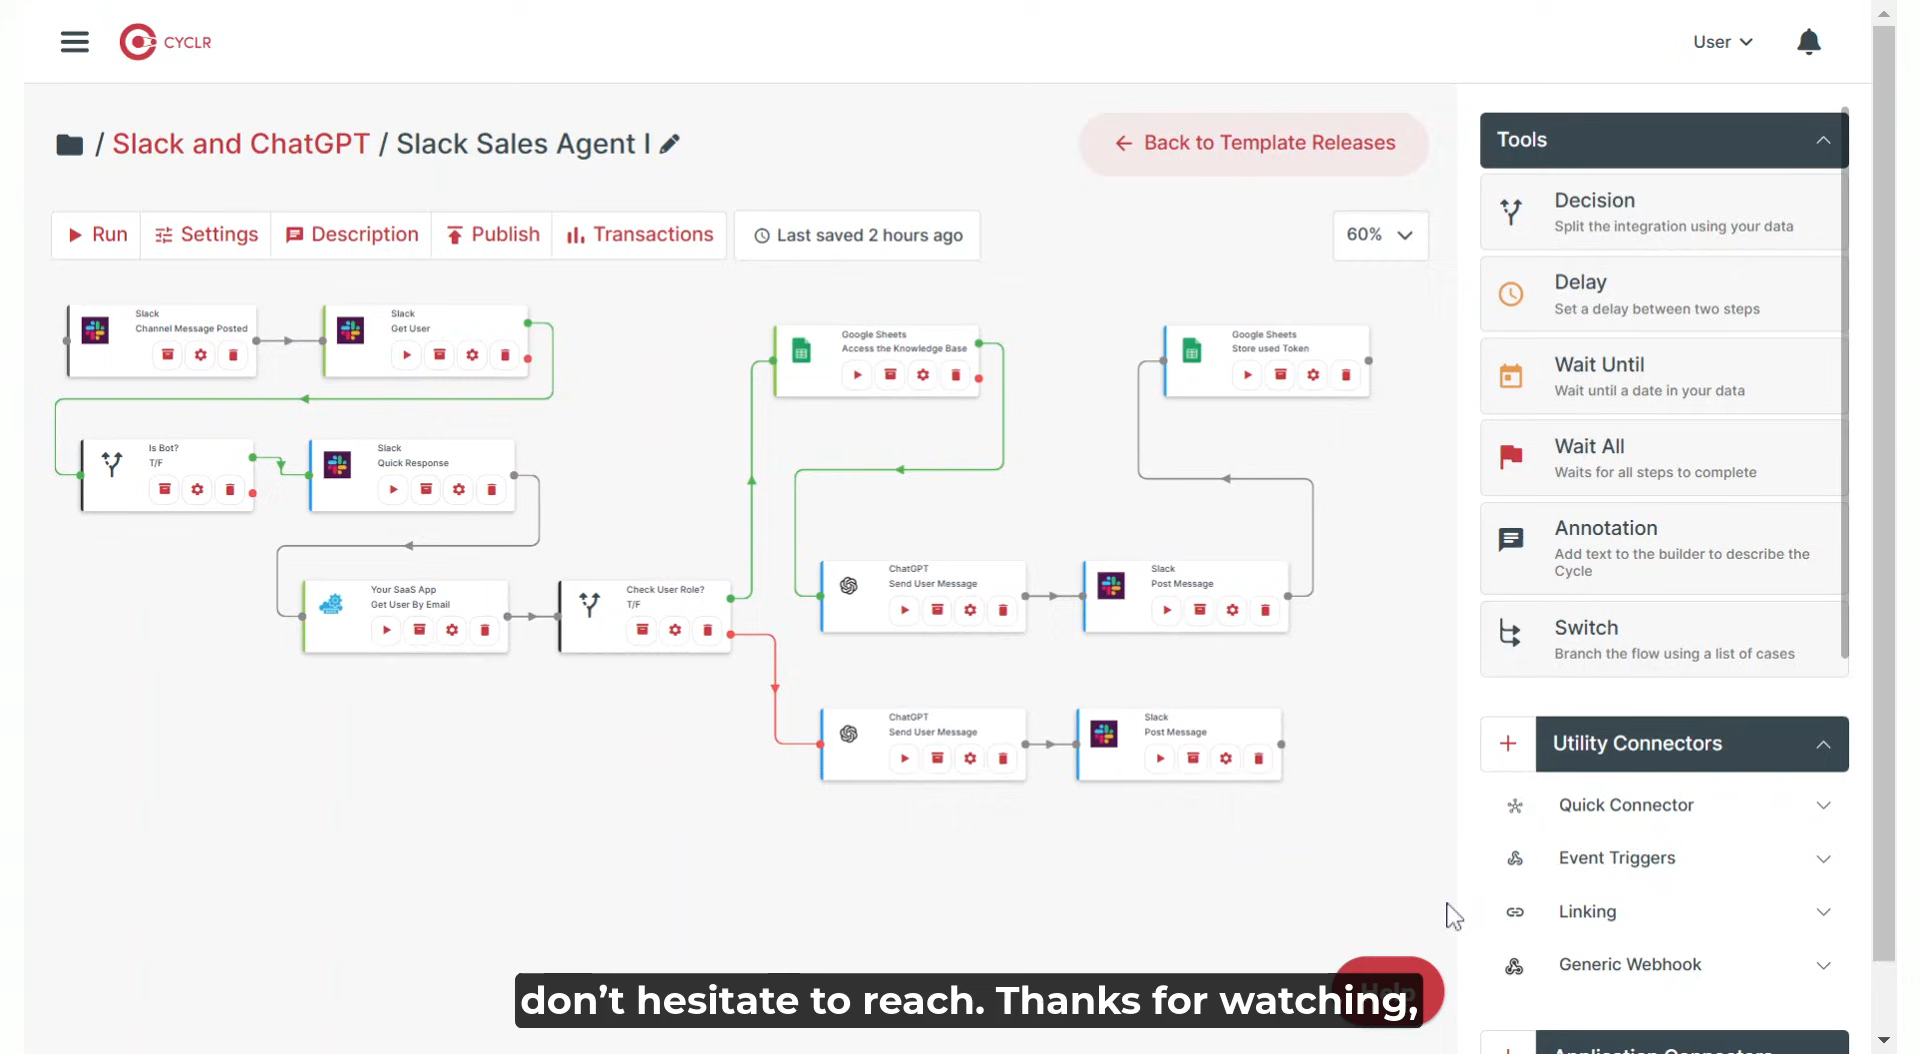 CYCLR
User
/ Slack and ChatGPT / Slack Sales Agent I
Back to Template Releases
Run
Settings
Description
Publish
Transactions
Last saved 2 hours ago
60%
Slack
Channel Message Posted
Slack
Get User
Google Sheets
Access the Knowledge Base
Google Sheets
Store used Token
Is Bot?
T/F
Slack
Quick Response
Your SaaS App
Get User By Email
Check User Role?
T/F
ChatGPT
Send User Message
Slack
Post Message
ChatGPT
Send User Message
Slack
Post Message
Tools
Decision
Split the integration using your data
Delay
Set a delay between two steps
Wait Until
Wait until a date in your data
Wait All
Waits for all steps to complete
Annotation
Add text to the builder to describe the
Cycle
Switch
Branch the flow using a list of cases
Utility Connectors
Quick Connector
Event Triggers
Linking
Generic Webhook
don’t hesitate to reach. Thanks for watching,